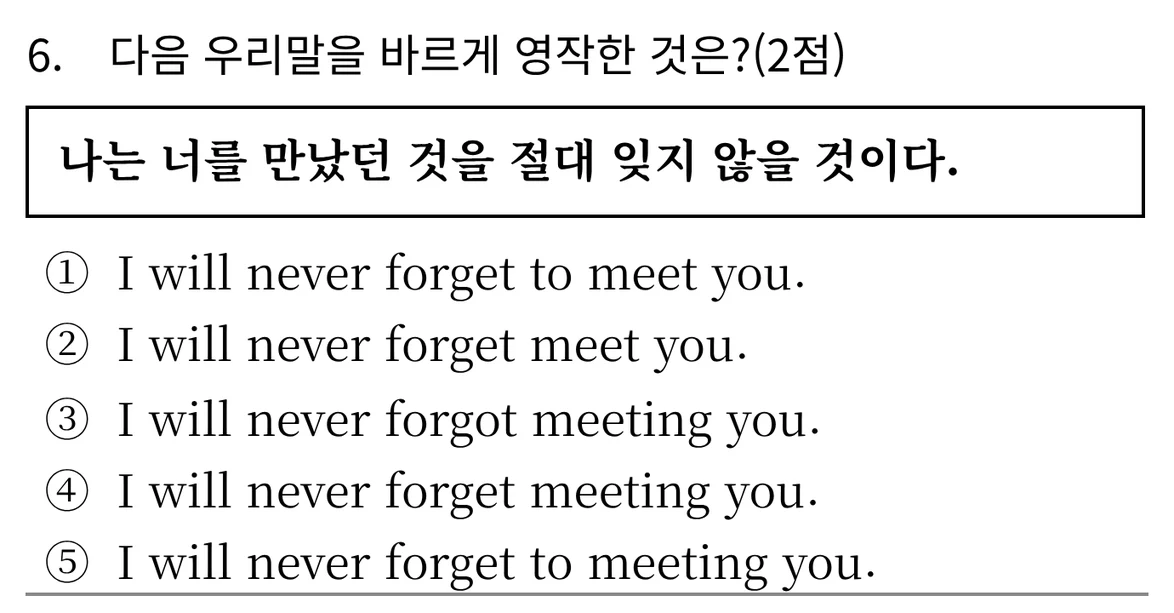 6. 다음 우리말을 바르게 영작한 것은?(2점)
나는 너를 만났던 것을 절대 잊지 않을 것이다.
① I will never forget to meet you.
② I will never forget meet you.
③ I will never forgot meeting you.
④ I will never forget meeting you.
⑤ I will never forget to meeting you.